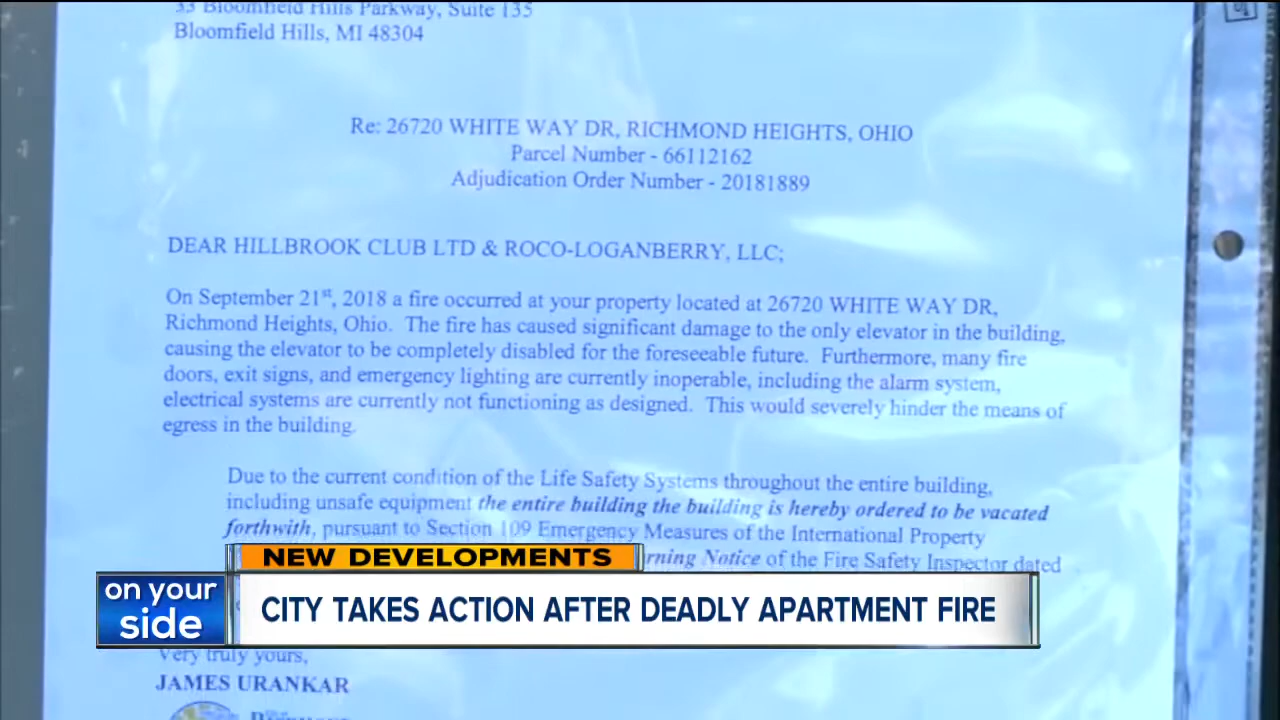 33 Bloomfield Hills Parkway, Suite 135
Bloomfield Hills, MI 48304
Re: 26720 WHITE WAY DR, RICHMOND HEIGHTS, OHIO
Parcel Number - 66112162
Adjudication Order Number - 20181889
DEAR HILLBROOK CLUB LTD & ROCO-LOGANBERRY, LLC;
On September 21st, 2018 a fire occurred at your property located at 26720 WHITE WAY DR,
Richmond Heights, Ohio. The fire has caused significant damage to the only elevator in the building,
causing the elevator to be completely disabled for the foreseeable future. Furthermore, many fire
doors, exit signs, and emergency lighting are currently inoperable, including the alarm system,
electrical systems are currently not functioning as designed. This would severely hinder the means of
egress in the building.
Due to the current condition of the Life Safety Systems throughout the entire building,
including unsafe equipment the entire building the building is hereby ordered to be vacated
forthwith, pursuant to Section 109 Emergency Measures of the International Property
rning Notice of the Fire Safety Inspector dated
NEW DEVELOPMENTS
on your
side
CITY TAKES ACTION AFTER DEADLY APARTMENT FIRE
Very truly yours,
JAMES URANKAR